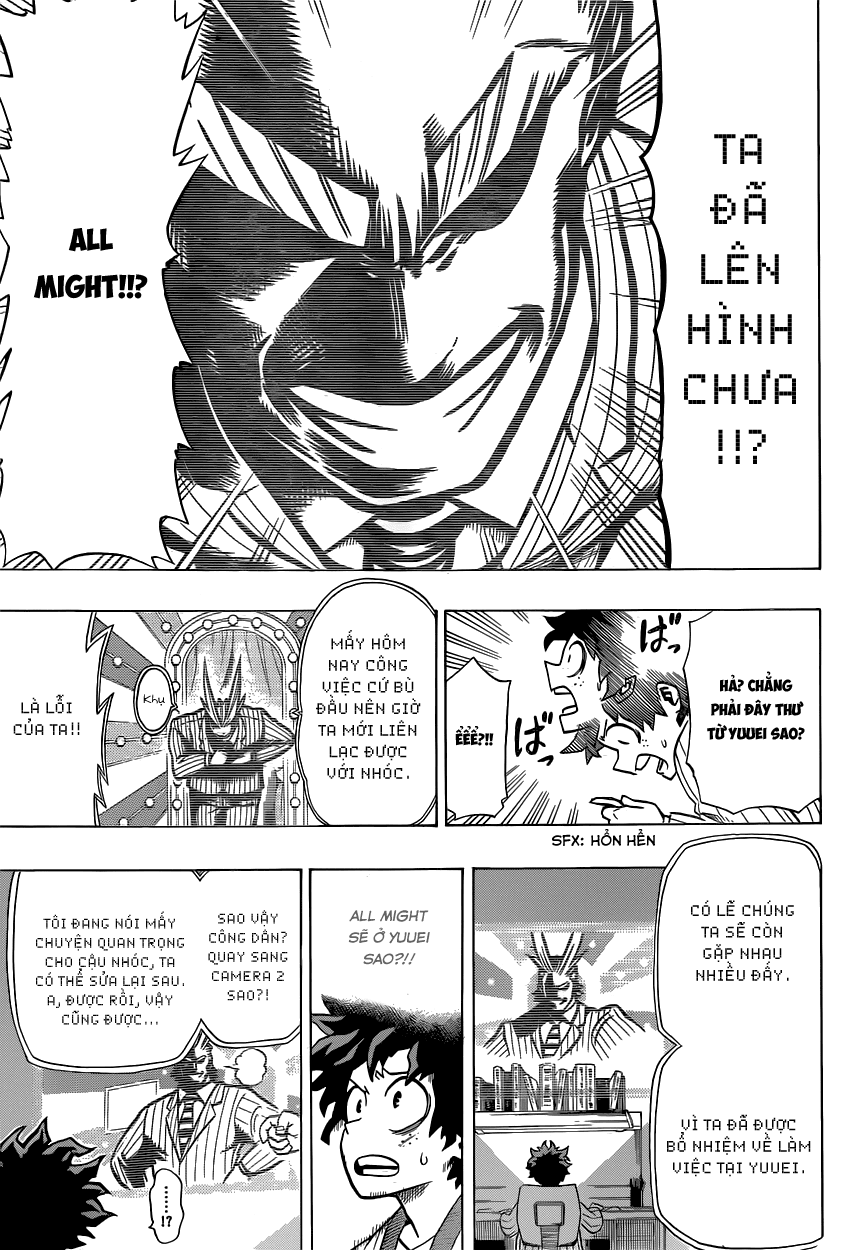 TA
ĐÃ
LÊN
HÌNH
CHƯA
!!?
ALL
MIGHT!!!?
HẢ? CHẲNG
PHẢI ĐÂY THƯ
TỪ YUUEI SAO?
ばっ
ばっ
ỂỂỂ?!!
SFX: HỔN HỂN
MẤY HÔM
NAY CÔNG
VIỆC CỨ BÙ
ĐẦU NÊN GIỜ
TA MỚI LIÊN
LẠC ĐƯỢC
VỚI NHÓC.
Khụ
LÀ LỖI
CỦA TA!!
CÓ LẼ CHÚNG
TA SẼ CÒN
GẶP NHAU
NHIỀU ĐẤY.
VÌ TA ĐÃ ĐƯỢC
BỔ NHIỆM VỀ LÀM
VIỆC TẠI YUUEI.
ALL MIGHT
SẼ Ở YUUEI
SAO?!!
SAO VẬY
CÔNG DÂN?
QUAY SANG
CAMERA 2
SAO?!
TÔI ĐANG NÓI MẤY
CHUYỆN QUAN TRỌNG
CHO CẬU NHÓC, TA
CÓ THỂ SỬA LẠI SAU.
A, ĐƯỢC RỒI, VẬY
CŨNG ĐƯỢC...
......
!?